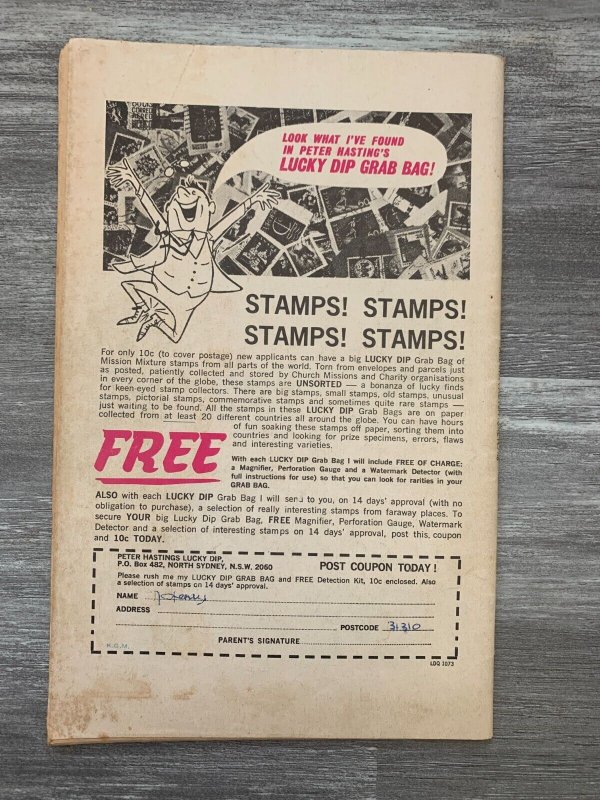 LOOK WHAT I'VE FOUND
IN PETER HASTING'S
LUCKY DIP GRAB BAG!
STAMPS! STAMPS!
STAMPS! STAMPS!
For only 10c (to cover postage) new applicants can have a big LUCKY DIP Grab Bag of
Mission Mixture stamps from all parts of the world. Torn from envelopes and parcels just
as posted, patiently collected and stored by Church Missions and Charity organisations
in every corner of the globe, these stamps are UNSORTED — a bonanza of lucky finds
for keen-eyed stamp collectors. There are big stamps, small stamps, old stamps, unusual
stamps, pictorial stamps, commemorative stamps and sometimes quite rare stamps —
just waiting to be found. All the stamps in these LUCKY DIP Grab Bags are on paper
collected from at least 20 different countries all around the globe. You can have hours
of fun soaking these stamps off paper, sorting them into
countries and looking for prize specimens, errors, flaws
and interesting varieties.
FREE
With each LUCKY DIP Grab Bag I will include FREE OF CHARGE:
a Magnifier, Perforation Gauge and a Watermark Detector (with
full instructions for use) so that you can look for rarities in your
GRAB BAG.
ALSO with each LUCKY DIP Grab Bag I will send to you, on 14 days' approval (with no
obligation to purchase), a selection of really interesting stamps from faraway places. To
secure YOUR big Lucky Dip Grab Bag, FREE Magnifier, Perforation Gauge, Watermark
Detector and a selection of interesting stamps on 14 days' approval, post this coupon
and 10c TODAY.
PETER HASTINGS LUCKY DIP,
P.O. Box 482, NORTH SYDNEY, N.S.W. 2060 POST COUPON TODAY!
Please rush me my LUCKY DIP GRAB BAG and FREE Detection Kit, 10c enclosed. Also
a selection of stamps on 14 days' approval.
NAME
ADDRESS
POSTCODE 31310
PARENT'S SIGNATURE
K.G.M.
LDQ 1073